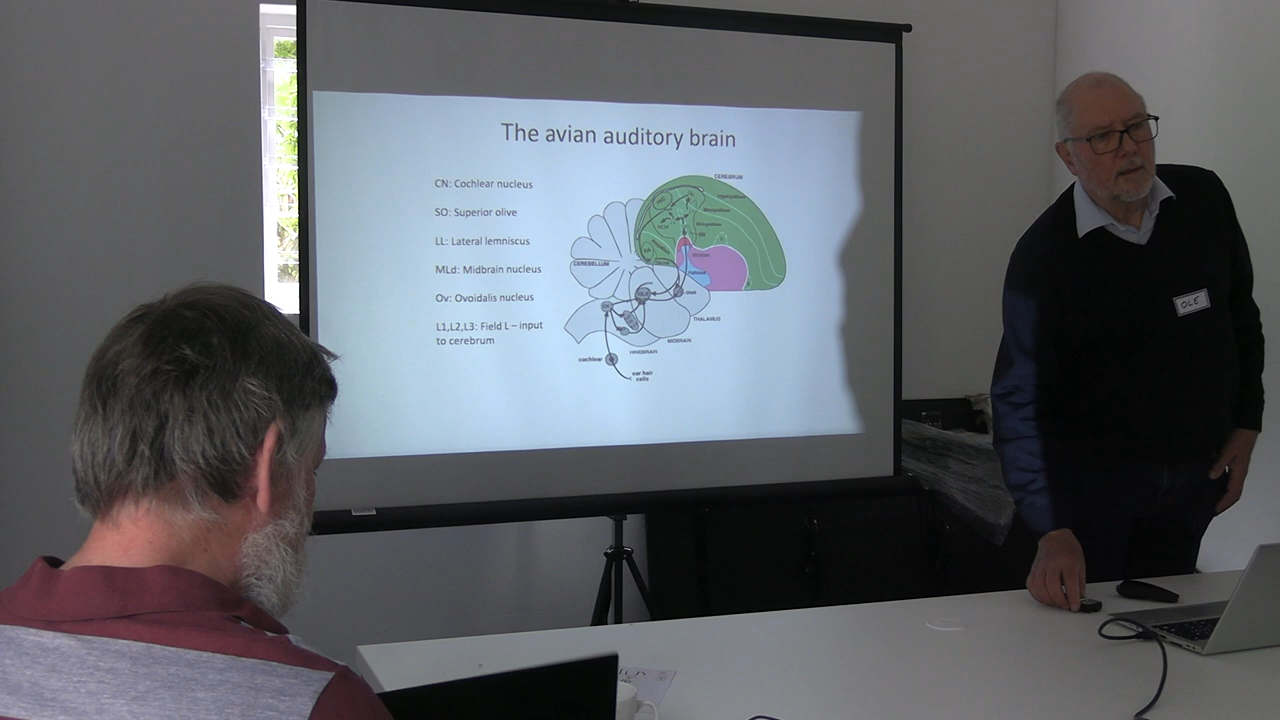 The avian auditory brain
CN: Cochlear nucleus
SO: Superior olive
LL: Lateral lemniscus
MLd: Midbrain nucleus
Ov: Ovoidalis nucleus
L1,L2,L3: Field L – input
to cerebrum
CEREBRUM
CEREBELLUM
THALAMUS
MIDBRAIN
HINDBRAIN
cochlear
ear hair
cells
OLE